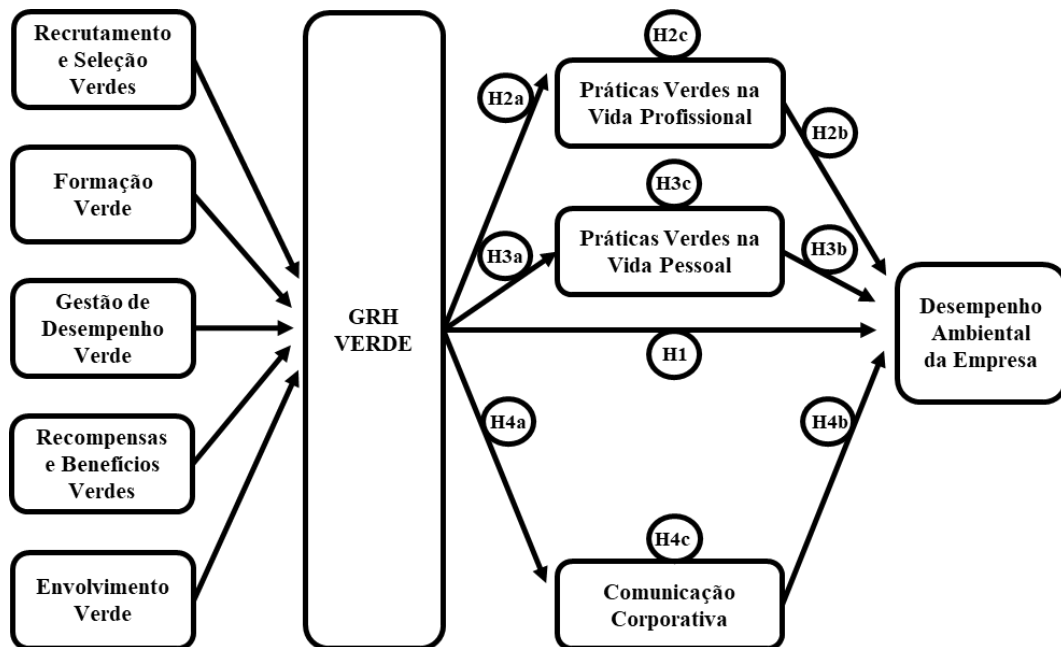 Recrutamento
e Seleção
Verdes
Formação
Verde
Gestão de
Desempenho
Verde
Recompensas
e Benefícios
Verdes
Envolvimento
Verde
GRH
VERDE
H2a
H3a
H1
H4a
H2c
Práticas Verdes na
Vida Profissional
H3c
Práticas Verdes na
Vida Pessoal
H4c
Comunicação
Corporativa
H2b
H3b
H4b
Desempenho
Ambiental
da Empresa